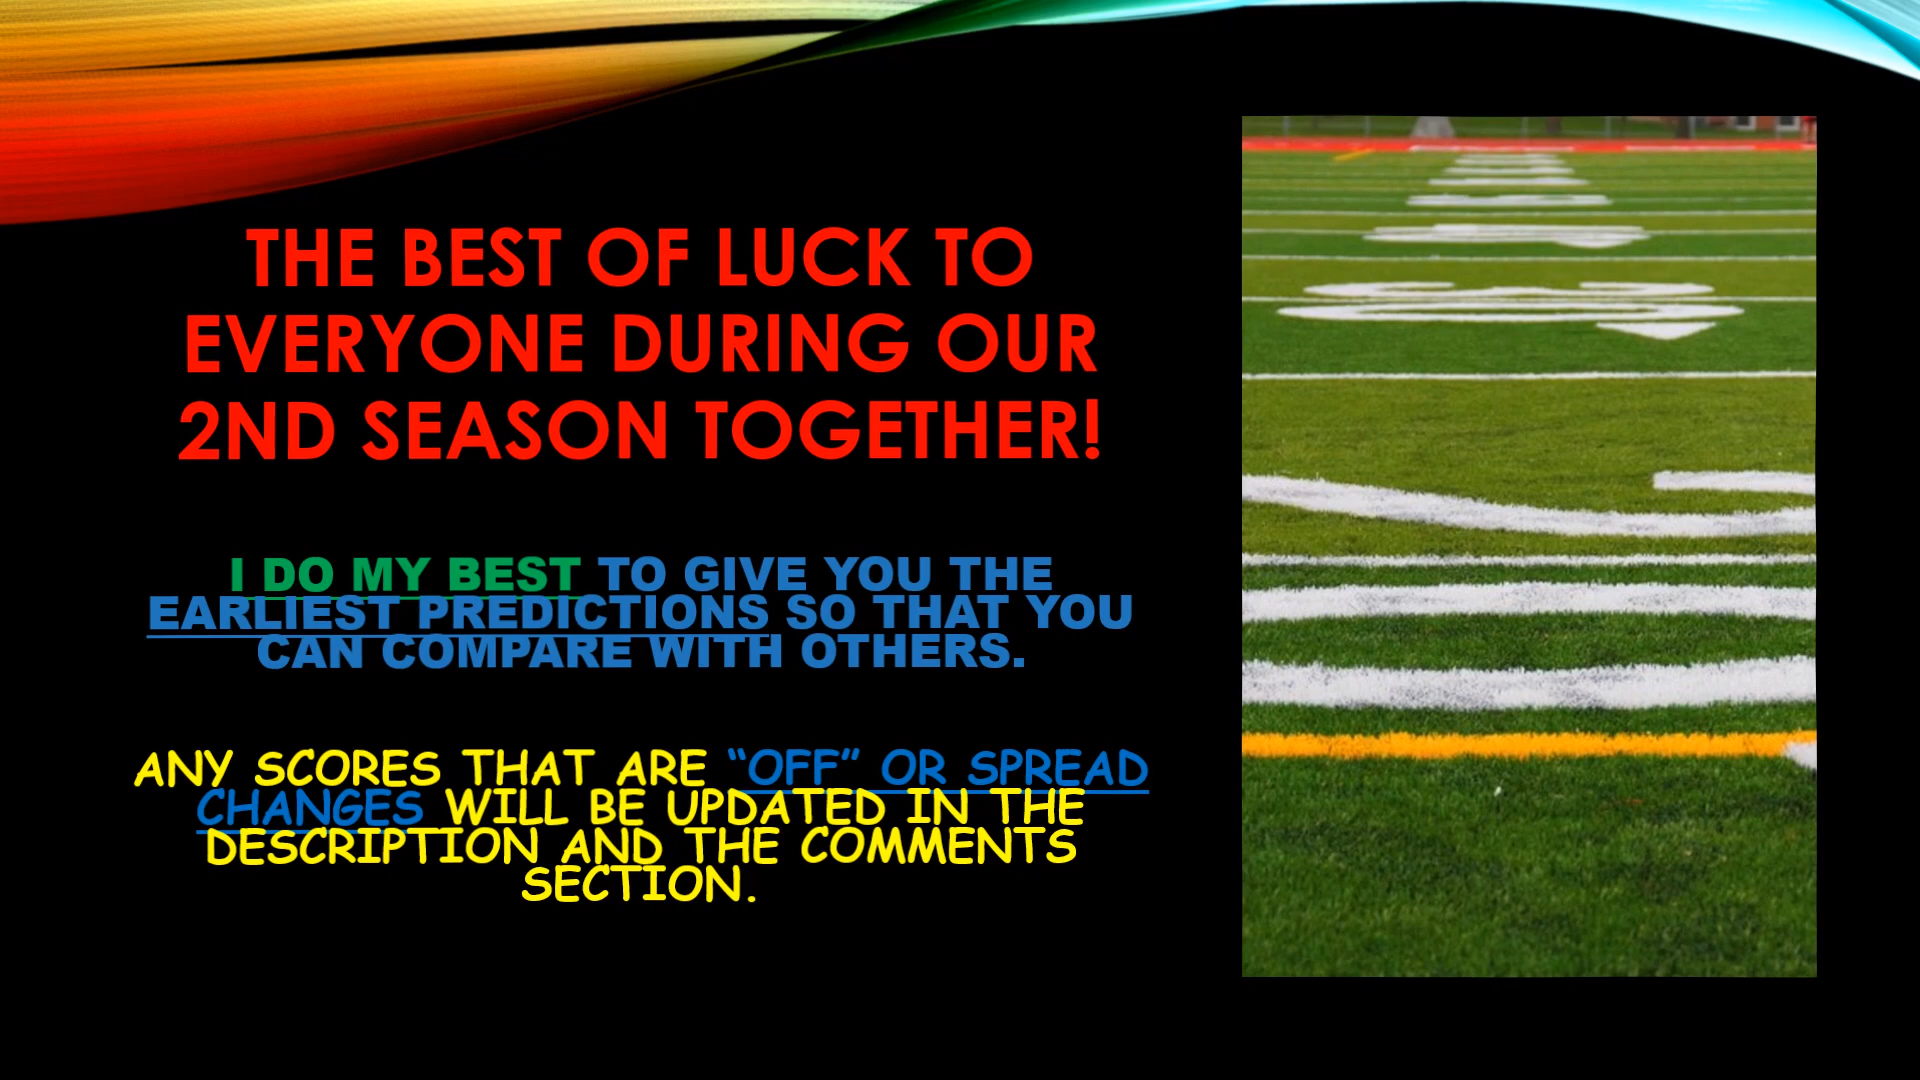 THE BEST OF LUCK TO
EVERYONE DURING OUR
2ND SEASON TOGETHER!
I DO MY BEST TO GIVE YOU THE
EARLIEST PREDICTIONS SO THAT YOU
CAN COMPARE WITH OTHERS.
ANY SCORES THAT ARE “OFF” OR SPREAD
CHANGES WILL BE UPDATED IN THE
DESCRIPTION AND THE COMMENTS
SECTION.